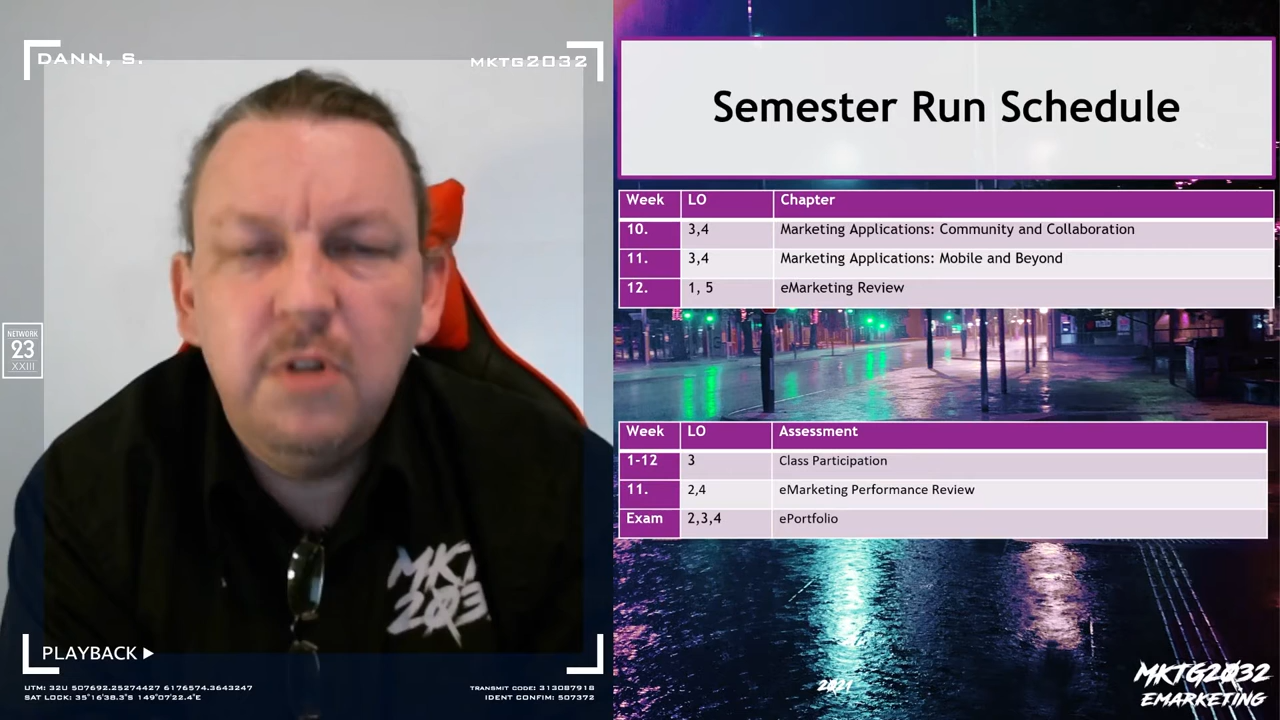 DANN, S.
MKTG2032
NETWORK
23
XXIII
MKT
203
PLAYBACK
UTM: 32U 507692.25274427 6176574.3643247
SAT LOCK: 35°16'38.3"S 149°07'22.4"E
TRANSMIT CODE: 313087918
IDENT CONFIM: 507372
Semester Run Schedule
Week LO Chapter
10. 3,4 Marketing Applications: Community and Collaboration
11. 3,4 Marketing Applications: Mobile and Beyond
12. 1, 5 eMarketing Review
Week LO Assessment
1-12 3 Class Participation
11. 2,4 eMarketing Performance Review
Exam 2,3,4 ePortfolio
2021
MKTG2032
EMARKETING